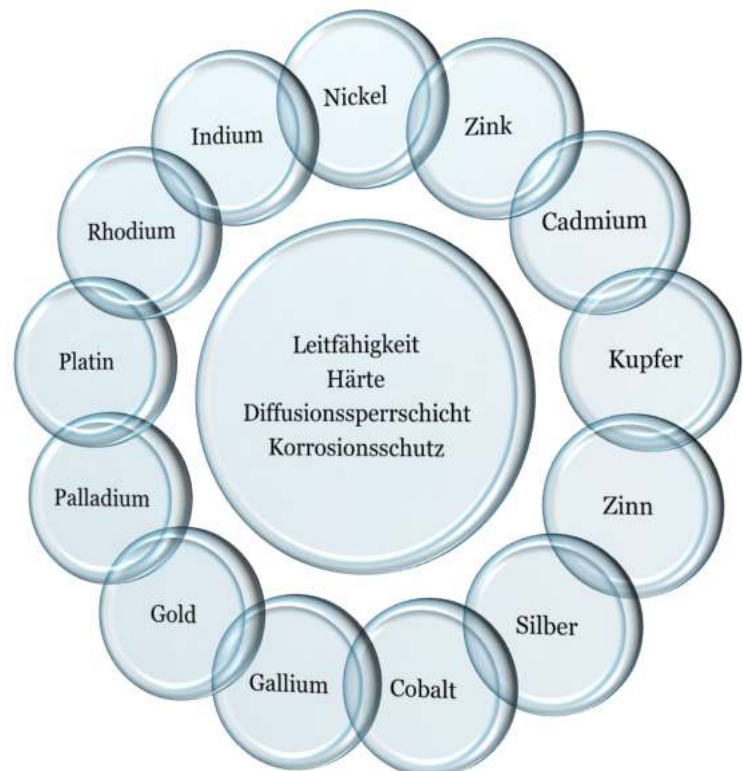 Nickel
Zink
Cadmium
Kupfer
Zinn
Silber
Cobalt
Gallium
Gold
Palladium
Platin
Rhodium
Indium
Leitfähigkeit
Härte
Diffusionssperrschicht
Korrosionsschutz